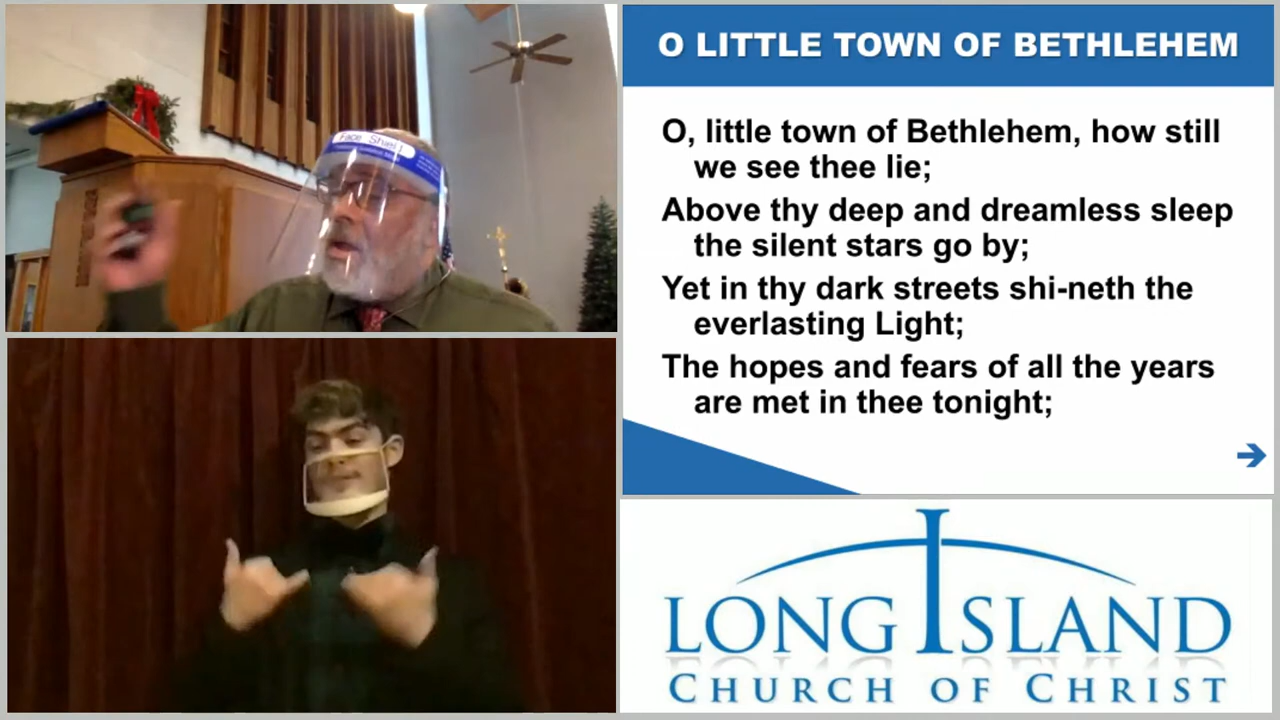 Face Shield
O LITTLE TOWN OF BETHLEHEM
O, little town of Bethlehem, how still
we see thee lie;
Above thy deep and dreamless sleep
the silent stars go by;
Yet in thy dark streets shi-neth the
everlasting Light;
The hopes and fears of all the years
are met in thee tonight;
LONG ISLAND
CHURCH OF CHRIST